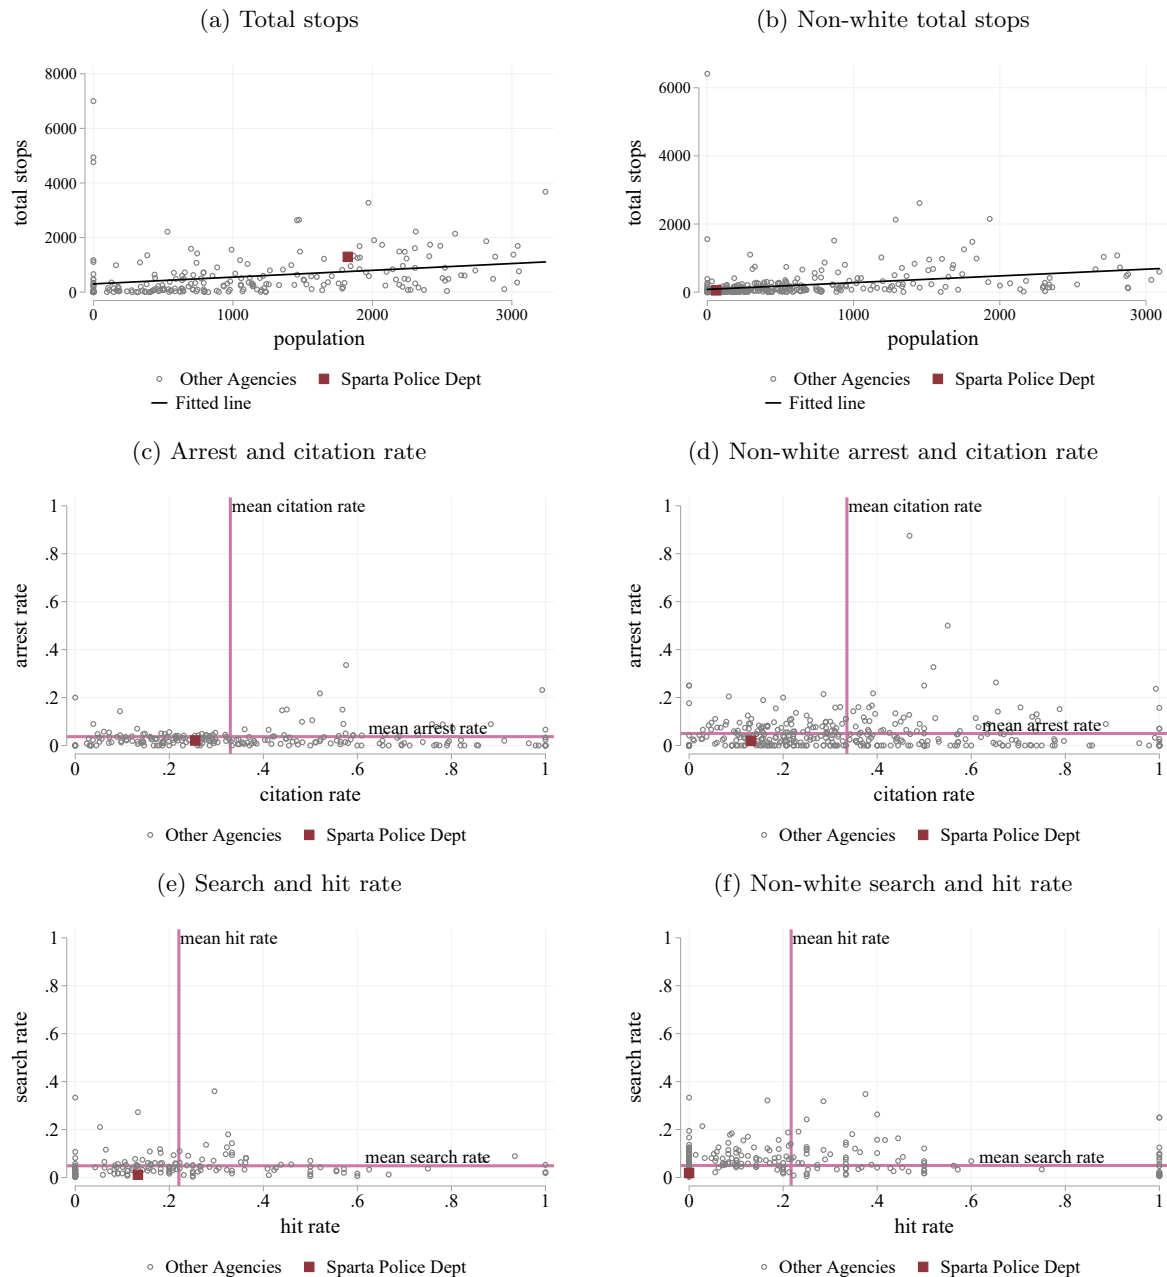 (a) Total stops
(b) Non-white total stops
8000
6000
4000
2000
0
total stops
0 1000 2000 3000
population
Other Agencies Sparta Police Dept
Fitted line
6000
4000
2000
0
total stops
0 1000 2000 3000
population
Other Agencies Sparta Police Dept
Fitted line
(c) Arrest and citation rate
(d) Non-white arrest and citation rate
1
.8
.6
.4
.2
0
arrest rate
mean citation rate
mean arrest rate
0 .2 .4 .6 .8 1
citation rate
Other Agencies Sparta Police Dept
1
.8
.6
.4
.2
0
arrest rate
mean citation rate
mean arrest rate
0 .2 .4 .6 .8 1
citation rate
Other Agencies Sparta Police Dept
(e) Search and hit rate
(f) Non-white search and hit rate
1
.8
.6
.4
.2
0
search rate
mean hit rate
mean search rate
0 .2 .4 .6 .8 1
hit rate
Other Agencies Sparta Police Dept
1
.8
.6
.4
.2
0
search rate
mean hit rate
mean search rate
0 .2 .4 .6 .8 1
hit rate
Other Agencies Sparta Police Dept